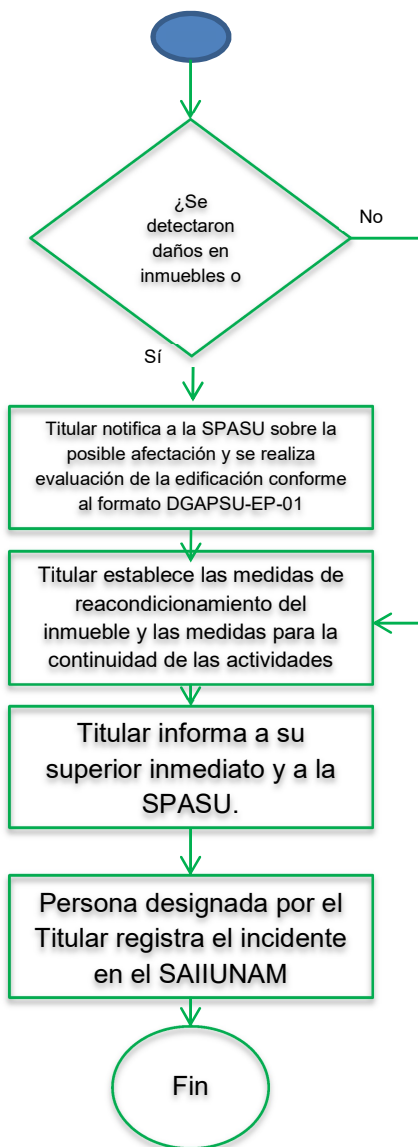 ¿Se
detectaron
daños en
inmuebles o
No
Sí
Titular notifica a la SPASU sobre la
posible afectación y se realiza
evaluación de la edificación conforme
al formato DGAPSU-EP-01
Titular establece las medidas de
reacondicionamiento del
inmueble y las medidas para la
continuidad de las actividades
Titular informa a su
superior inmediato y a la
SPASU.
Persona designada por el
Titular registra el incidente
en el SAIIUNAM
Fin